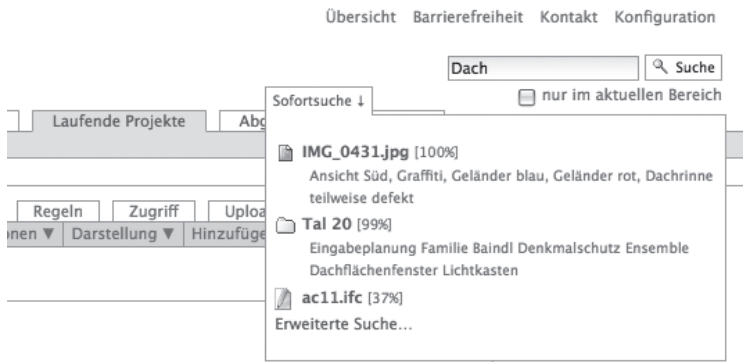 Übersicht Barrierefreiheit Kontakt Konfiguration
Dach Suche
nur im aktuellen Bereich
Sofortsuche ↓
Laufende Projekte
IMG_0431.jpg [100%]
Ansicht Süd, Graffiti, Geländer blau, Geländer rot, Dachrinne
teilweise defekt
Tal 20 [99%]
Eingabeplanung Familie Baindl Denkmalschutz Ensemble
Dachflächenfenster Lichtkasten
ac11.ifc [37%]
Erweiterte Suche...
Regeln Zugriff
Darstellung ▼